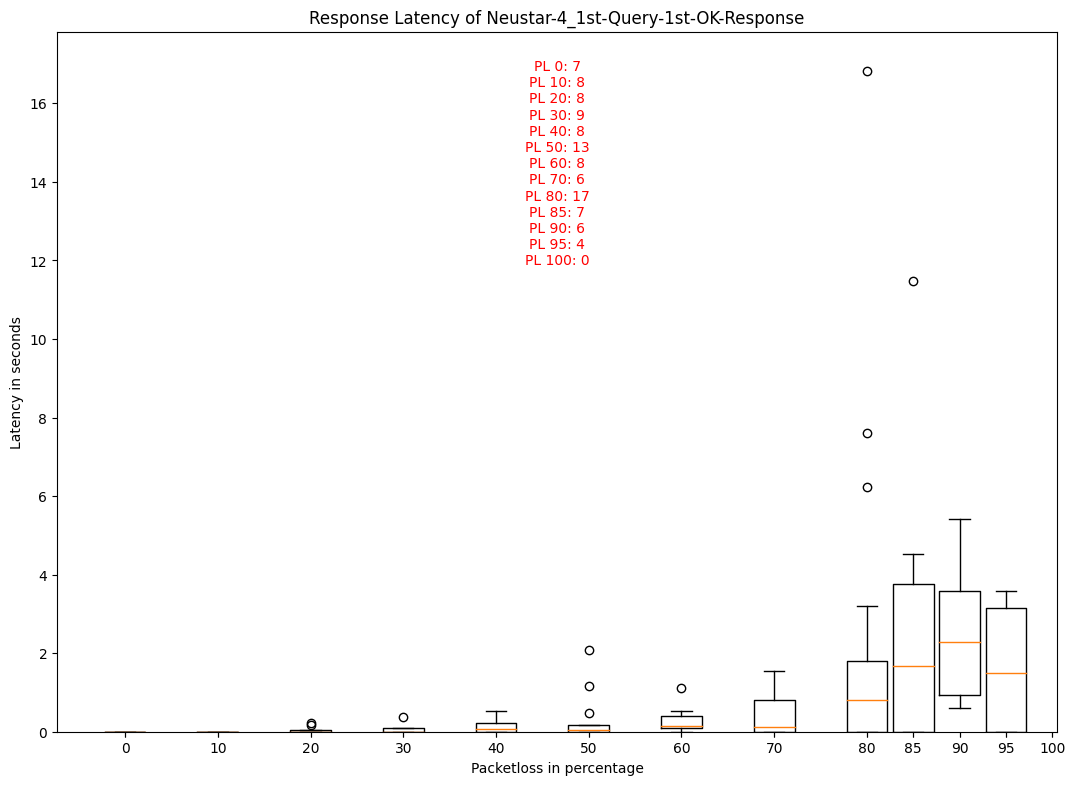 Response Latency of Neustar-4_1st-Query-1st-OK-Response
PL 0: 7
PL 10: 8
PL 20: 8
PL 30: 9
PL 40: 8
PL 50: 13
PL 60: 8
PL 70: 6
PL 80: 17
PL 85: 7
PL 90: 6
PL 95: 4
PL 100: 0
Latency in seconds
16
14
12
10
8
6
4
2
0
0 10 20 30 40 50 60 70 80 85 90 95 100
Packetloss in percentage